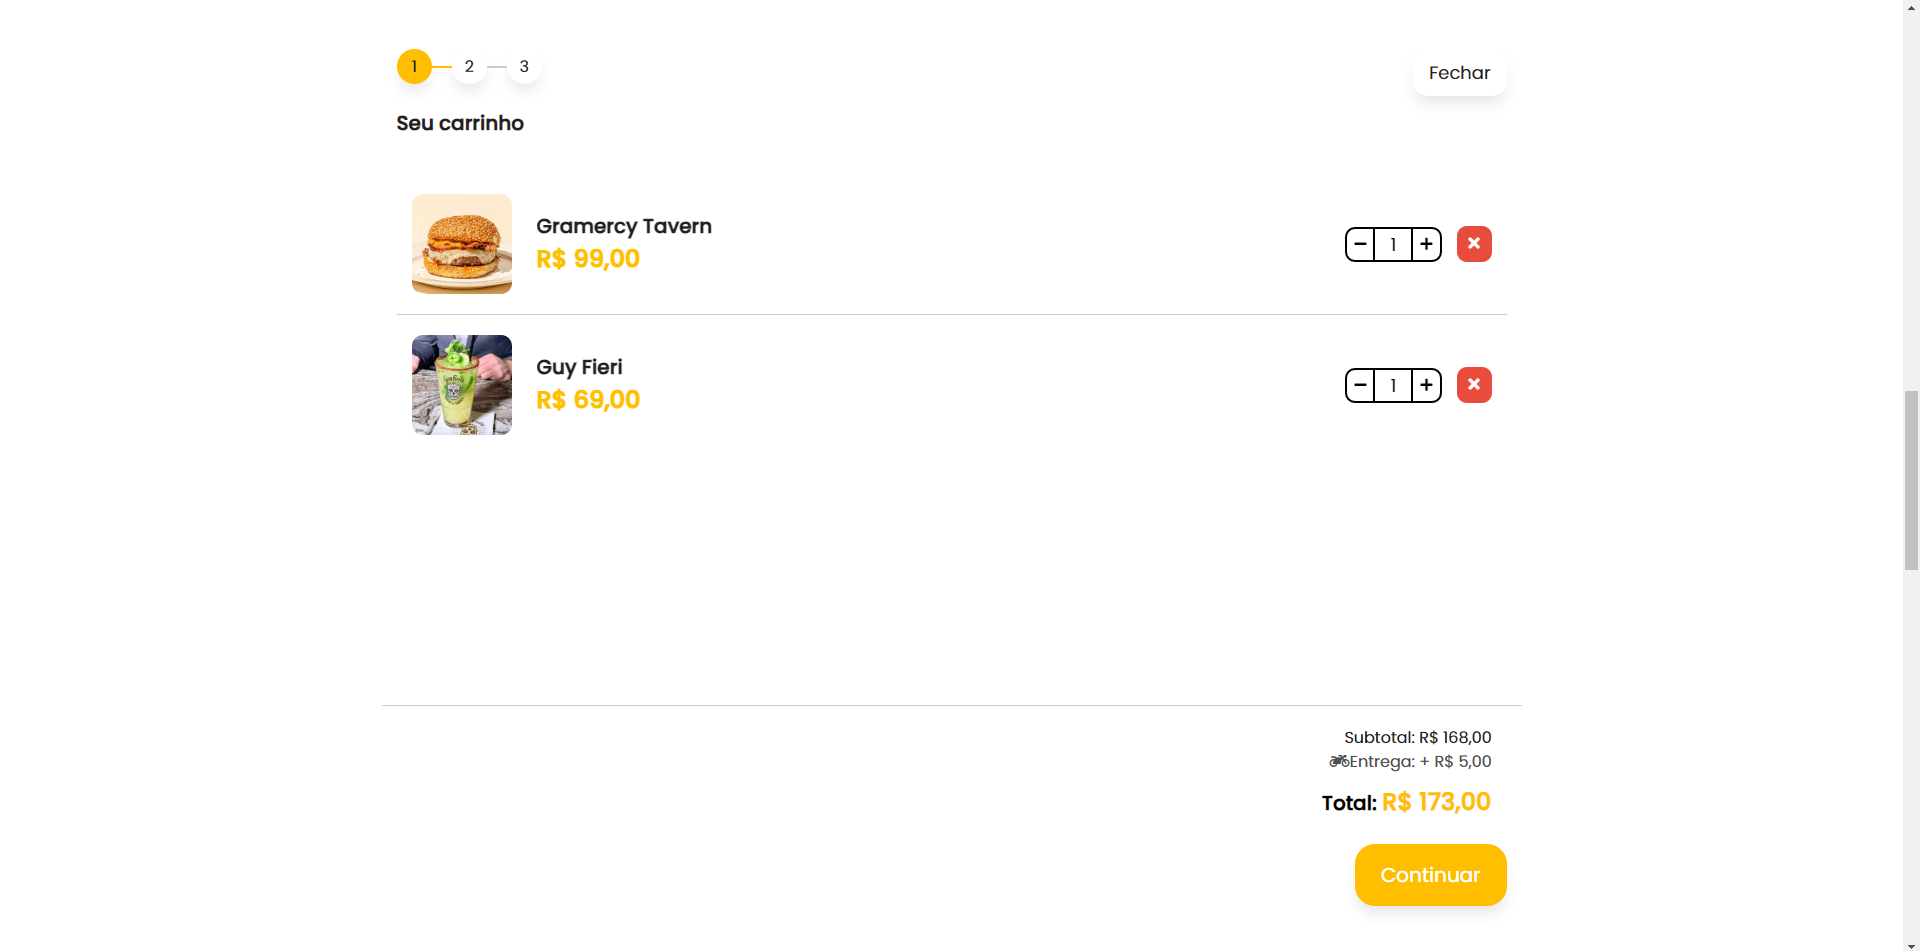 1 2 3
Fechar
Seu carrinho
Gramercy Tavern
R$ 99,00
− 1 +
Guy Fieri
R$ 69,00
− 1 +
Subtotal: R$ 168,00
Entrega: + R$ 5,00
Total: R$ 173,00
Continuar